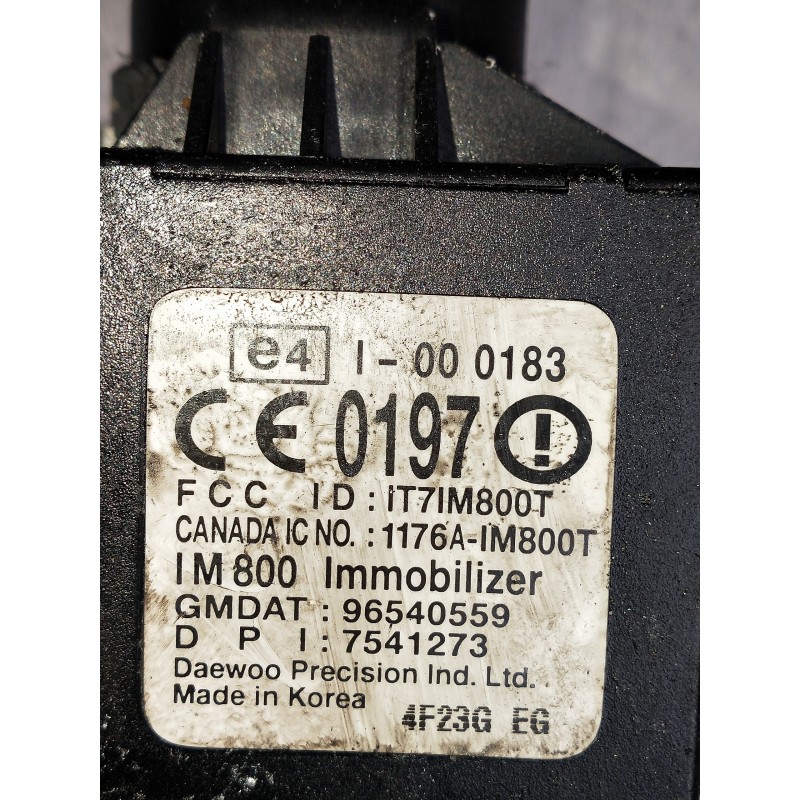 e4 I-00 0183
CE 0197 !
FCC ID: IT7IM800T
CANADA IC NO.: 1176A-IM800T
IM800 Immobilizer
GMDAT: 96540559
DPI: 7541273
Daewoo Precision Ind. Ltd.
Made in Korea
4F23G EG